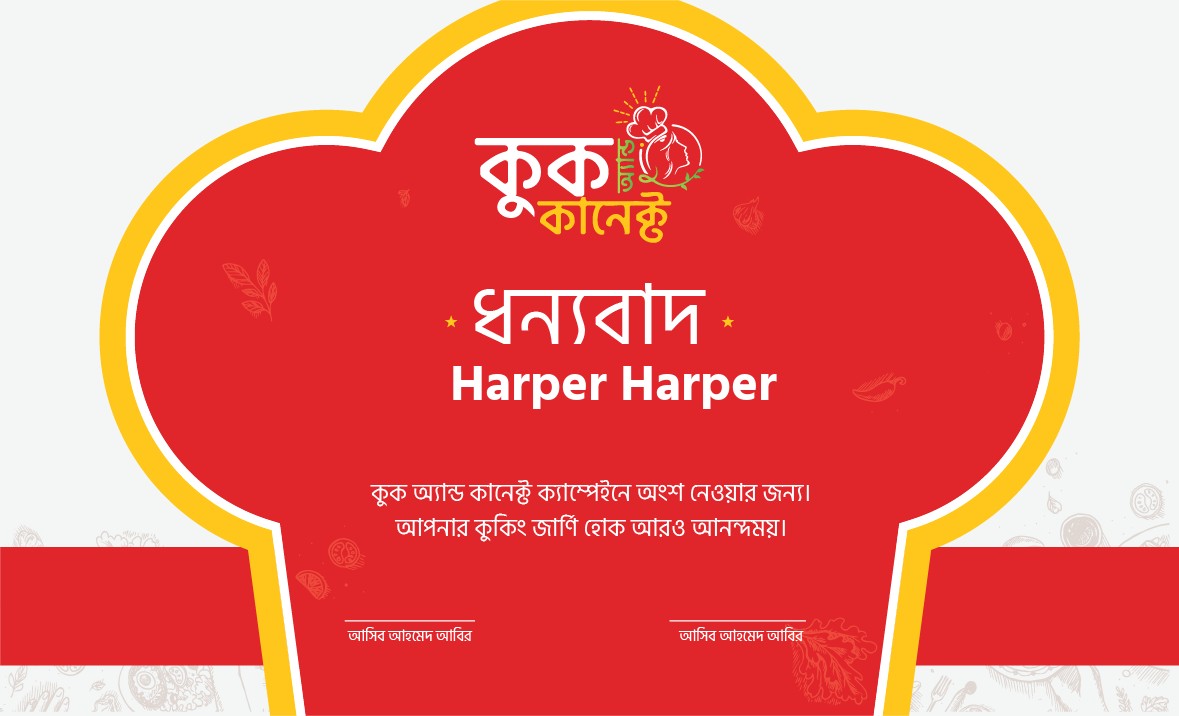 কুক অ্যান্ড
কানেক্ট
ধন্যবাদ
Harper Harper
কুক অ্যান্ড কানেক্ট ক্যাম্পেইনে অংশ নেওয়ার জন্য।
আপনার কুকিং জার্ণি হোক আরও আনন্দময়।
আসিব আহমেদ আবির
আসিব আহমেদ আবির